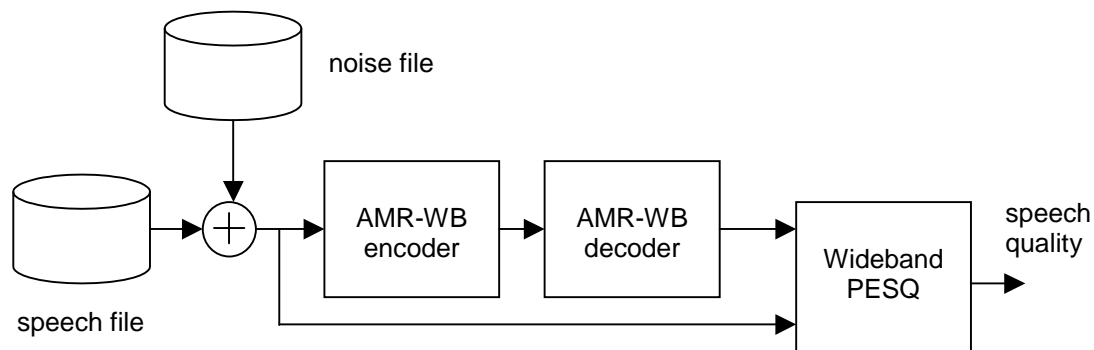 noise file
speech file
AMR-WB
encoder
AMR-WB
decoder
Wideband
PESQ
speech
quality